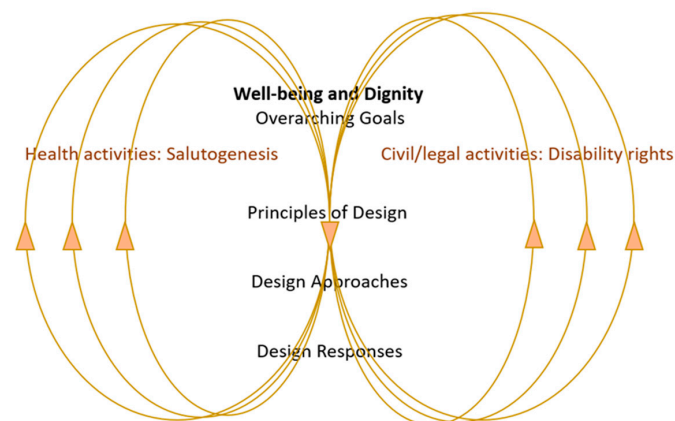 Well-being and Dignity
Overarching Goals
Health activities: Salutogenesis
Civil/legal activities: Disability rights
Principles of Design
Design Approaches
Design Responses